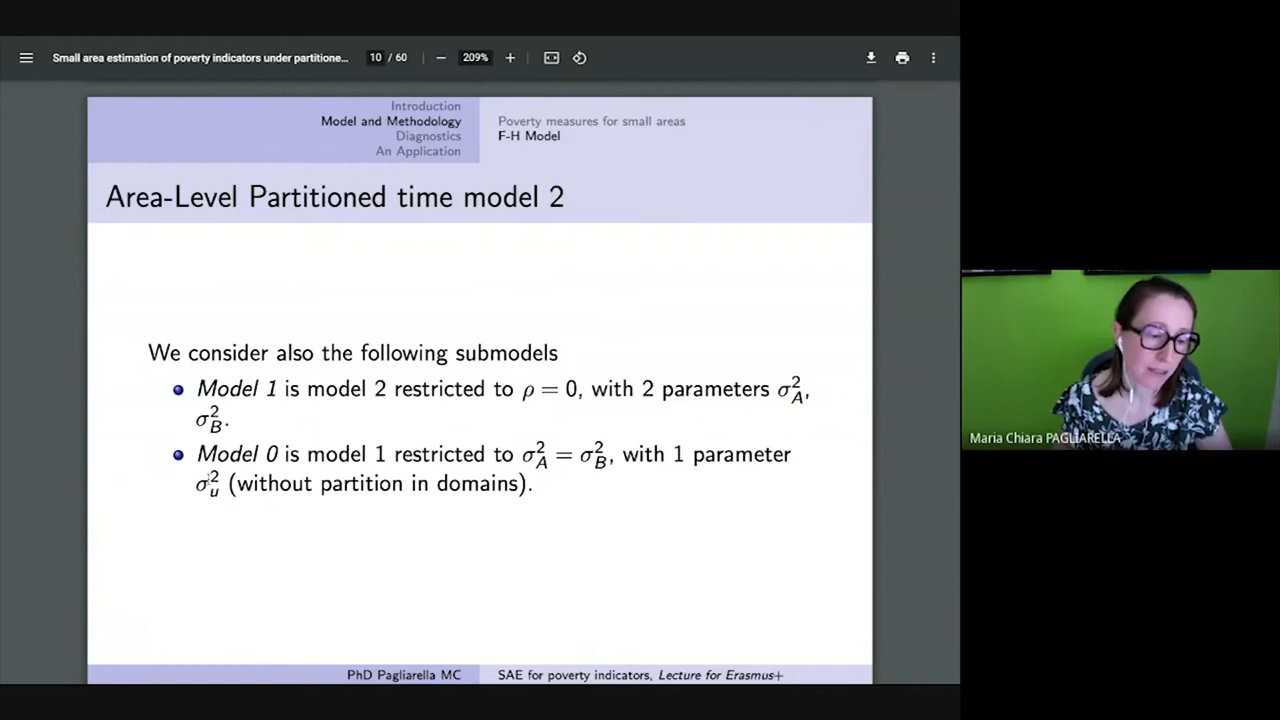 Small area estimation of poverty indicators under partitione... 10 / 60 − 209% +
Introduction
Model and Methodology
Diagnostics
An Application
Poverty measures for small areas
F-H Model
Area-Level Partitioned time model 2
We consider also the following submodels
Model 1 is model 2 restricted to ρ = 0, with 2 parameters σ²_A,
σ²_B.
Model 0 is model 1 restricted to σ²_A = σ²_B, with 1 parameter
σ²_u (without partition in domains).
PhD Pagliarella MC
SAE for poverty indicators, Lecture for Erasmus+
Maria Chiara PAGLIARELLA